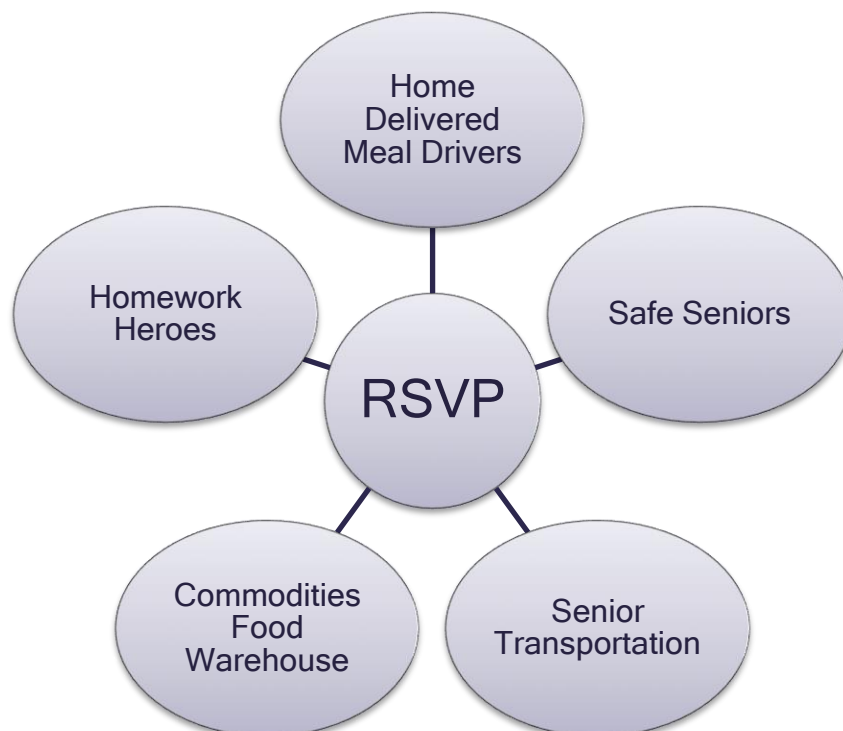 Home
Delivered
Meal Drivers
Homework
Heroes
Safe Seniors
RSVP
Commodities
Food
Warehouse
Senior
Transportation